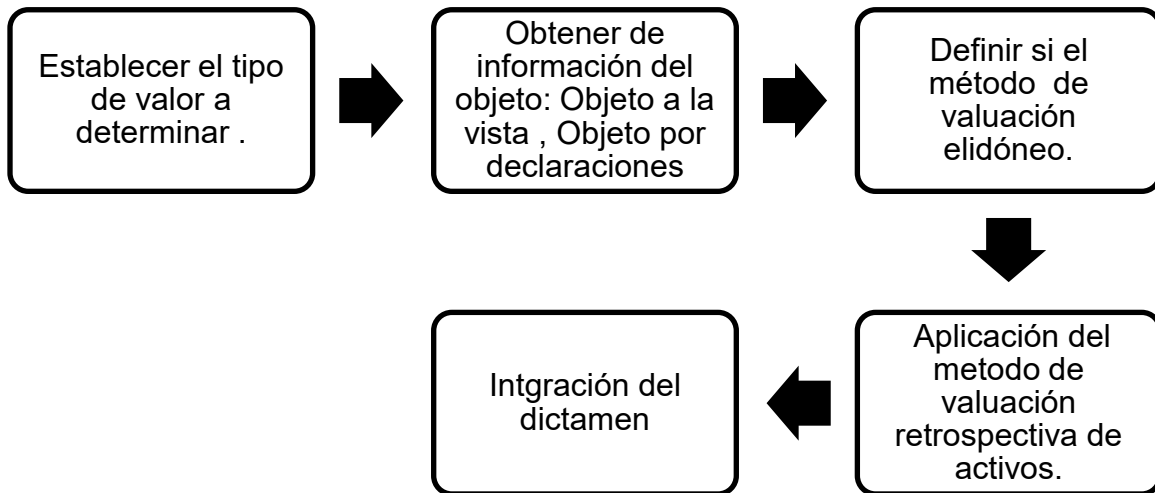 Establecer el tipo
de valor a
determinar .
Obtener de
información del
objeto: Objeto a la
vista , Objeto por
declaraciones
Definir si el
método  de
valuación
elidóneo.
Aplicación del
metodo de
valuación
retrospectiva de
activos.
Intgración del
dictamen